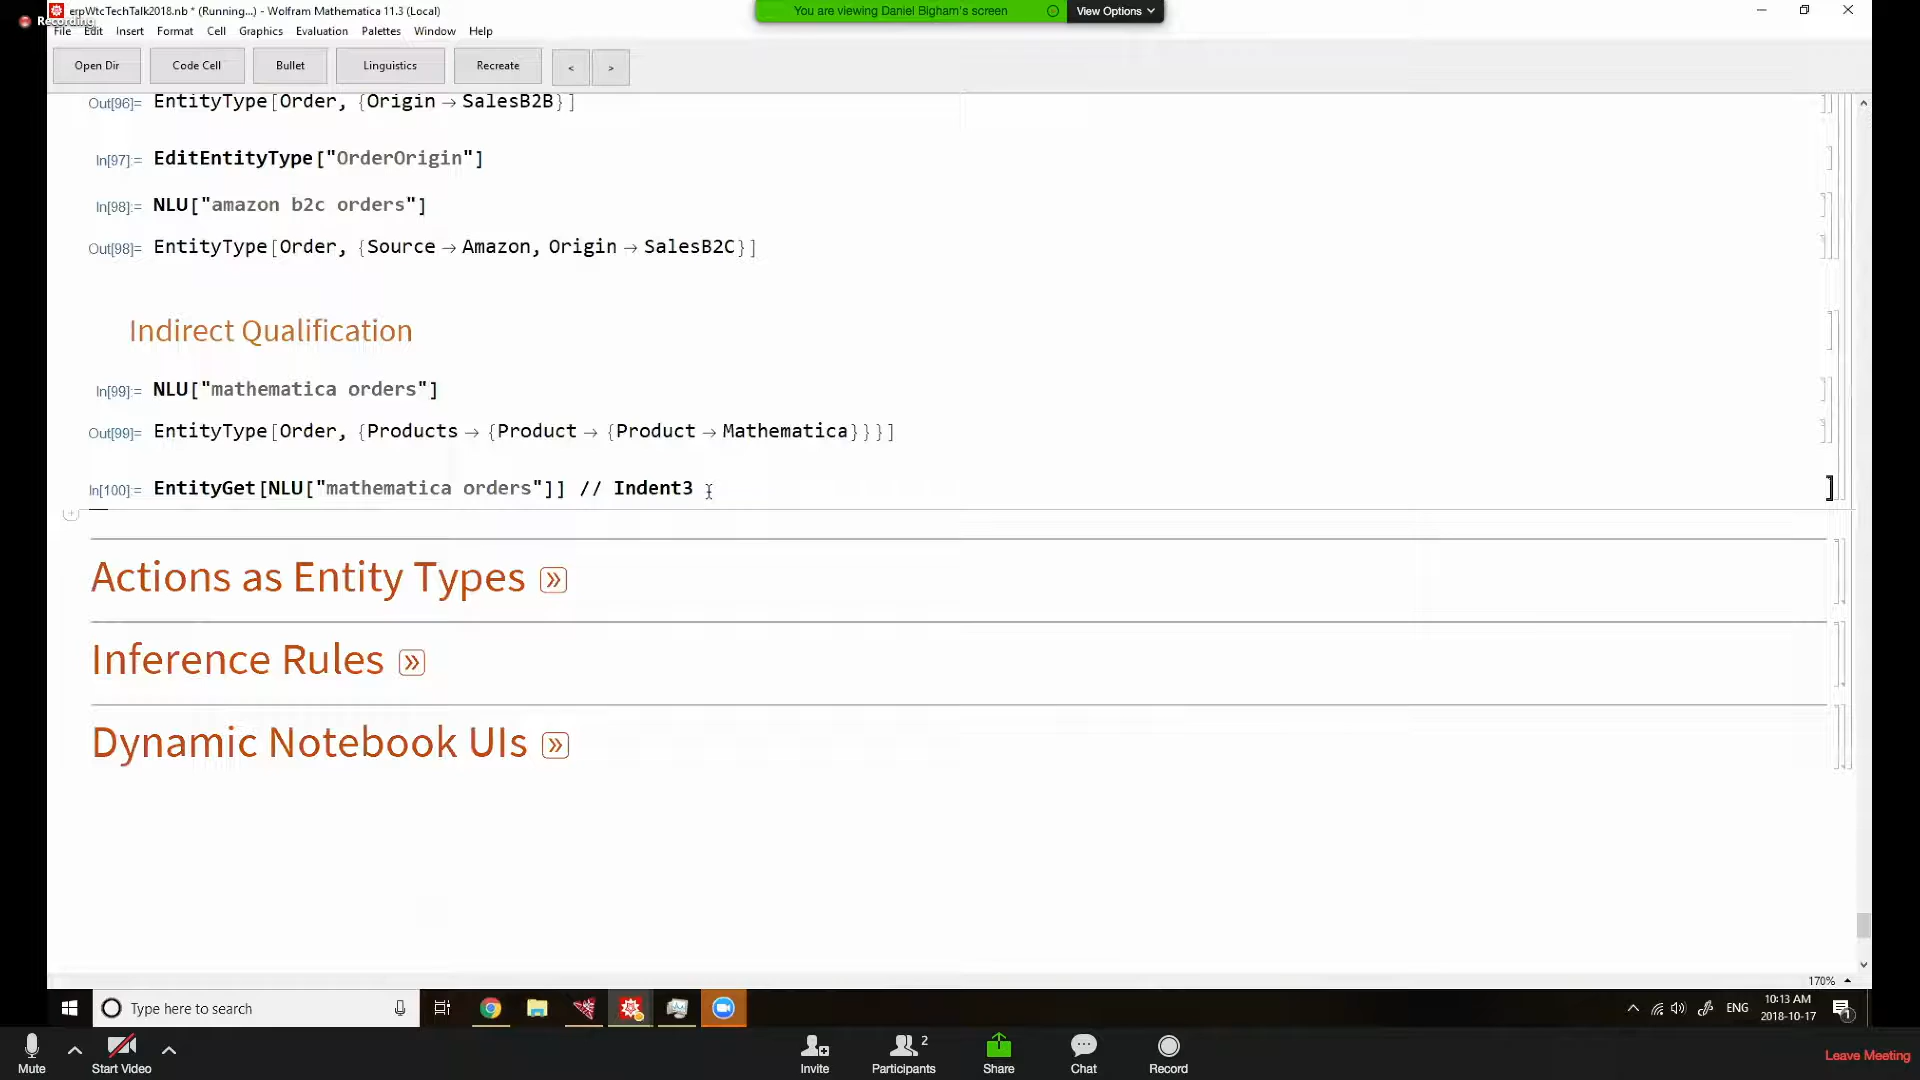 erpWtcTechTalk2018.nb * (Running...) - Wolfram Mathematica 11.3 (Local)
You are viewing Daniel Bigham's screen
View Options
File Edit Insert Format Cell Graphics Evaluation Palettes Window Help
Open Dir Code Cell Bullet Linguistics Recreate < >
Out[96]= EntityType[Order, {Origin → SalesB2B}]
In[97]:= EditEntityType["OrderOrigin"]
In[98]:= NLU["amazon b2c orders"]
Out[98]= EntityType[Order, {Source → Amazon, Origin → SalesB2C}]
Indirect Qualification
In[99]:= NLU["mathematica orders"]
Out[99]= EntityType[Order, {Products → {Product → {Product → Mathematica}}}]
In[100]:= EntityGet[NLU["mathematica orders"]] // Indent3
Actions as Entity Types »
Inference Rules »
Dynamic Notebook UIs »
170%
Type here to search
ENG
10:13 AM
2018-10-17
1
Mute
Start Video
Invite
2
Participants
Share
Chat
Record
Leave Meeting